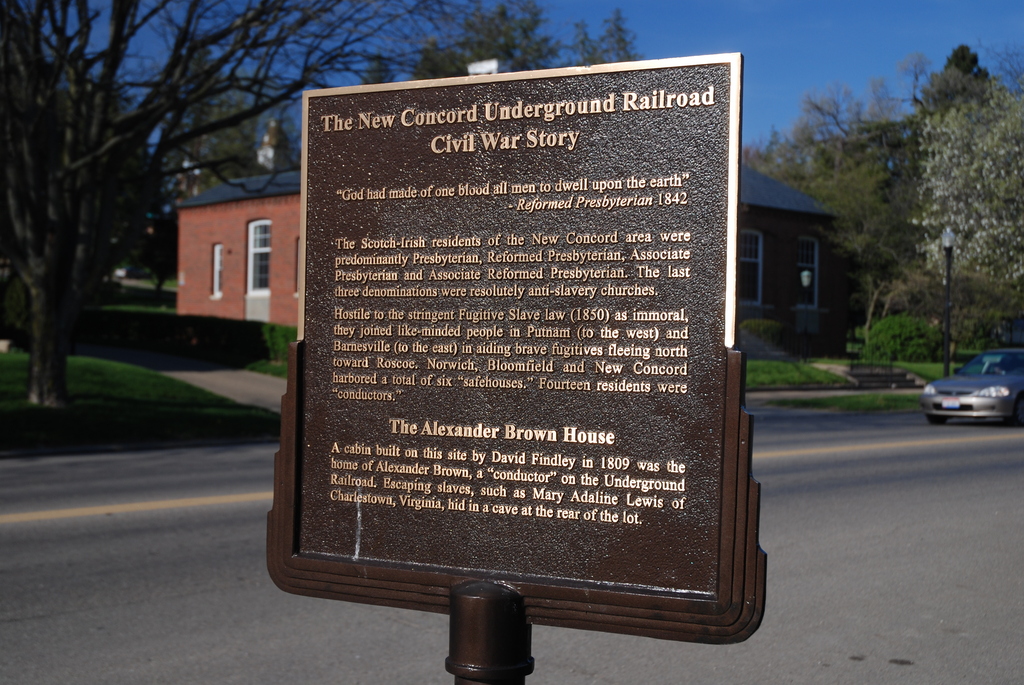 The New Concord Underground Railroad
Civil War Story
"God had made of one blood all men to dwell upon the earth"
- Reformed Presbyterian 1842
The Scotch-Irish residents of the New Concord area were
predominantly Presbyterian, Reformed Presbyterian, Associate
Presbyterian and Associate Reformed Presbyterian. The last
three denominations were resolutely anti-slavery churches.
Hostile to the stringent Fugitive Slave law (1850) as immoral,
they joined like-minded people in Putnam (to the west) and
Barnesville (to the east) in aiding brave fugitives fleeing north
toward Roscoe. Norwich, Bloomfield and New Concord
harbored a total of six "safehouses." Fourteen residents were
"conductors."
The Alexander Brown House
A cabin built on this site by David Findley in 1809 was the
home of Alexander Brown, a "conductor" on the Underground
Railroad. Escaping slaves, such as Mary Adaline Lewis of
Charlestown, Virginia, hid in a cave at the rear of the lot.